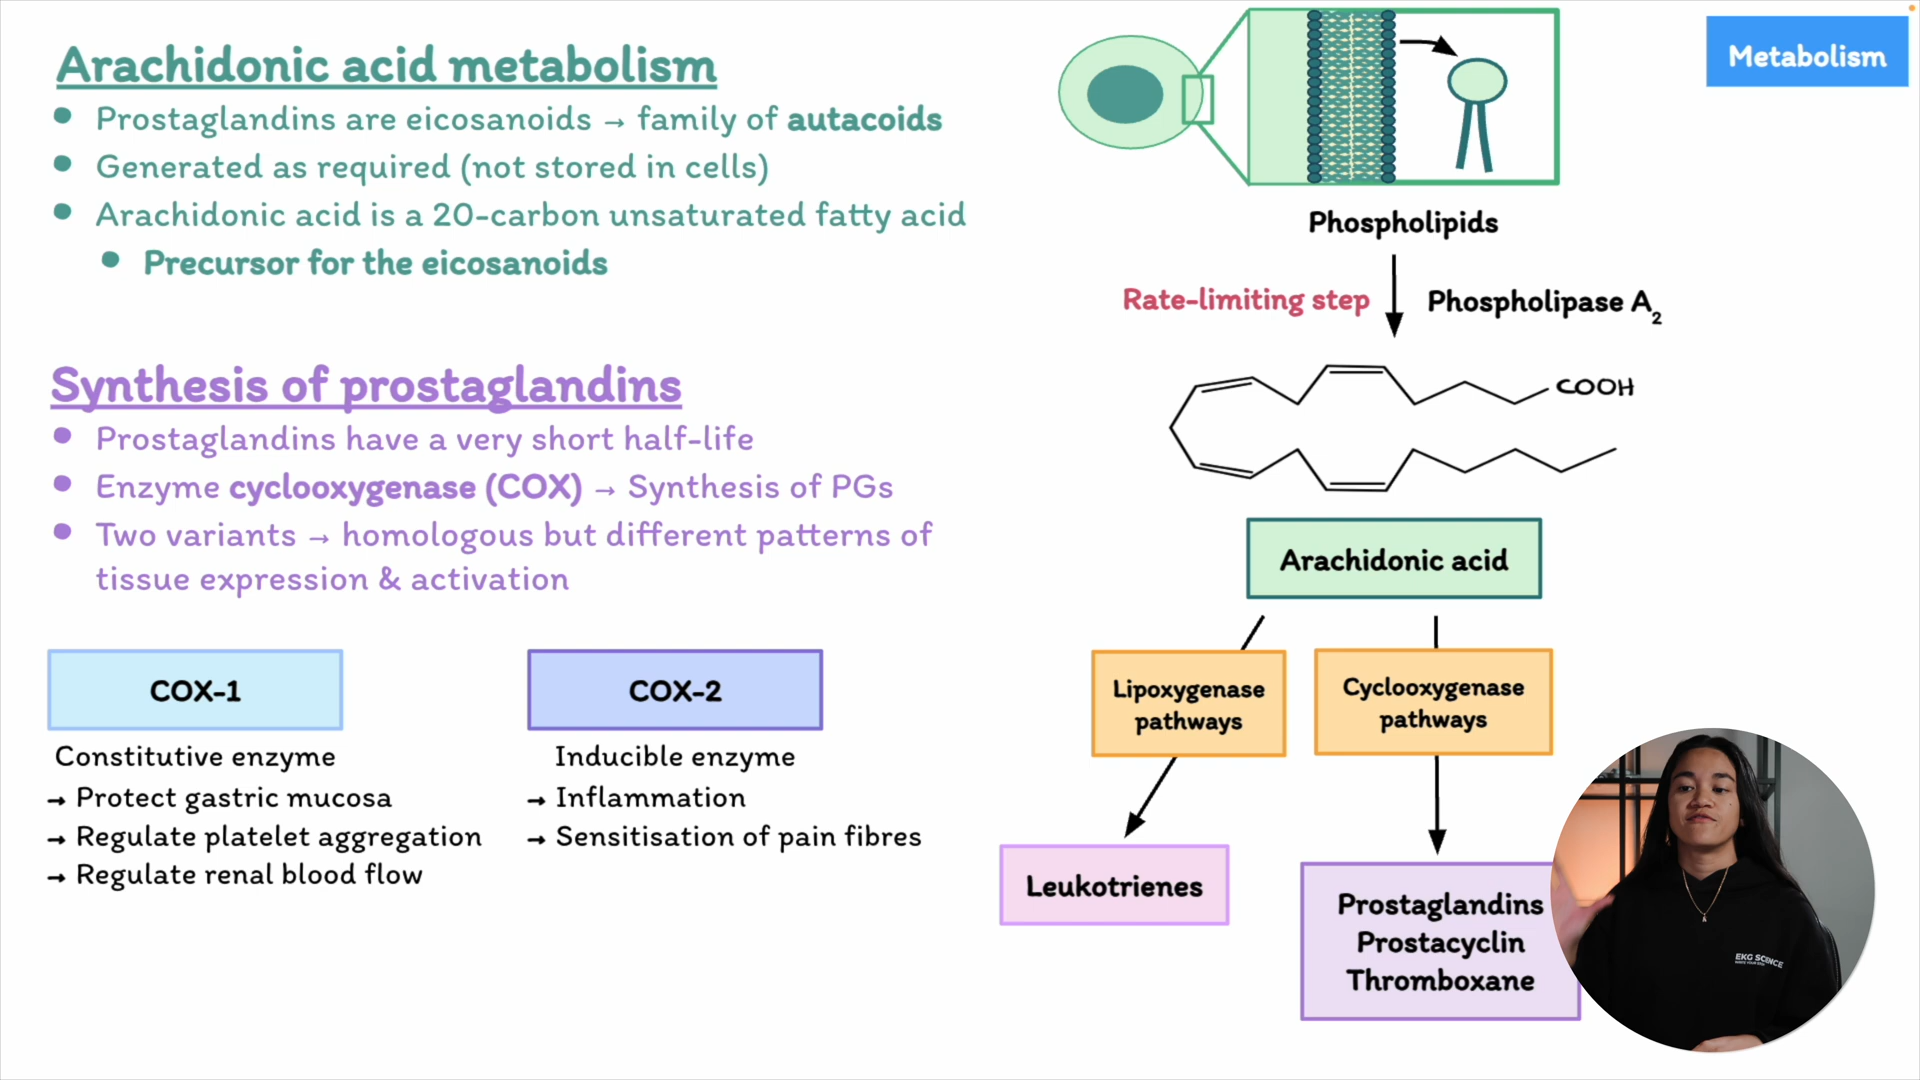 Arachidonic acid metabolism
• Prostaglandins are eicosanoids → family of autacoids
• Generated as required (not stored in cells)
• Arachidonic acid is a 20-carbon unsaturated fatty acid
• Precursor for the eicosanoids
Synthesis of prostaglandins
• Prostaglandins have a very short half-life
• Enzyme cyclooxygenase (COX) → Synthesis of PGs
• Two variants → homologous but different patterns of
tissue expression & activation
COX-1
Constitutive enzyme
→ Protect gastric mucosa
→ Regulate platelet aggregation
→ Regulate renal blood flow
COX-2
Inducible enzyme
→ Inflammation
→ Sensitisation of pain fibres
Metabolism
Phospholipids
Rate-limiting step
Phospholipase A₂
COOH
Arachidonic acid
Lipoxygenase
pathways
Cyclooxygenase
pathways
Leukotrienes
Prostaglandins
Prostacyclin
Thromboxane
EKG SCIENCE